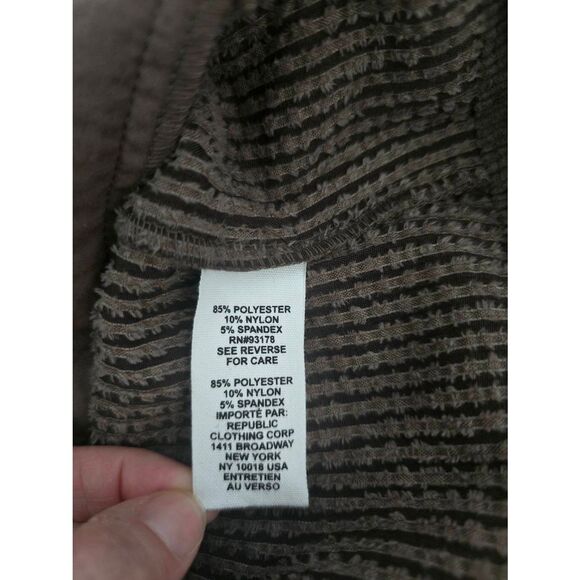 85% POLYESTER
10% NYLON
5% SPANDEX
RN#93178
SEE REVERSE
FOR CARE
85% POLYESTER
10% NYLON
5% SPANDEX
IMPORTÉ PAR:
REPUBLIC
CLOTHING CORP
1411 BROADWAY
NEW YORK
NY 10018 USA
ENTRETIEN
AU VERSO